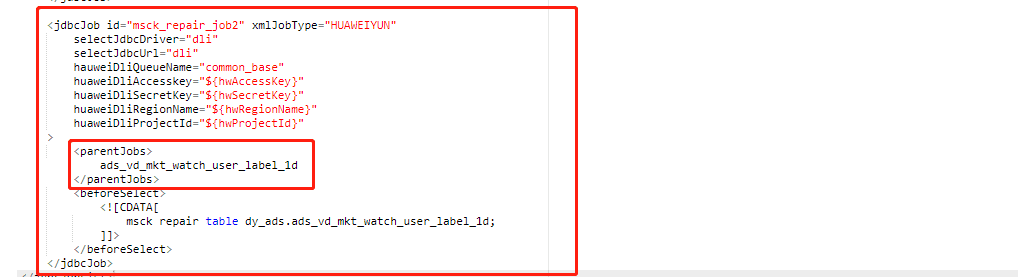 <jdbcJob id="msck_repair_job2" xmlJobType="HUAWEIYUN"
selectJdbcDriver="dli"
selectJdbcUrl="dli"
hauweiDliQueueName="common_base"
huaweiDliAccesskey="${hwAccessKey}"
huaweiDliSecretKey="${hwSecretKey}"
huaweiDliRegionName="${hwRegionName}"
huaweiDliProjectId="${hwProjectId}"
>
<parentJobs>
ads_vd_mkt_watch_user_label_1d
</parentJobs>
<beforeSelect>
<![CDATA[
msck repair table dy_ads.ads_vd_mkt_watch_user_label_1d;
]]>
</beforeSelect>
</jdbcJob>